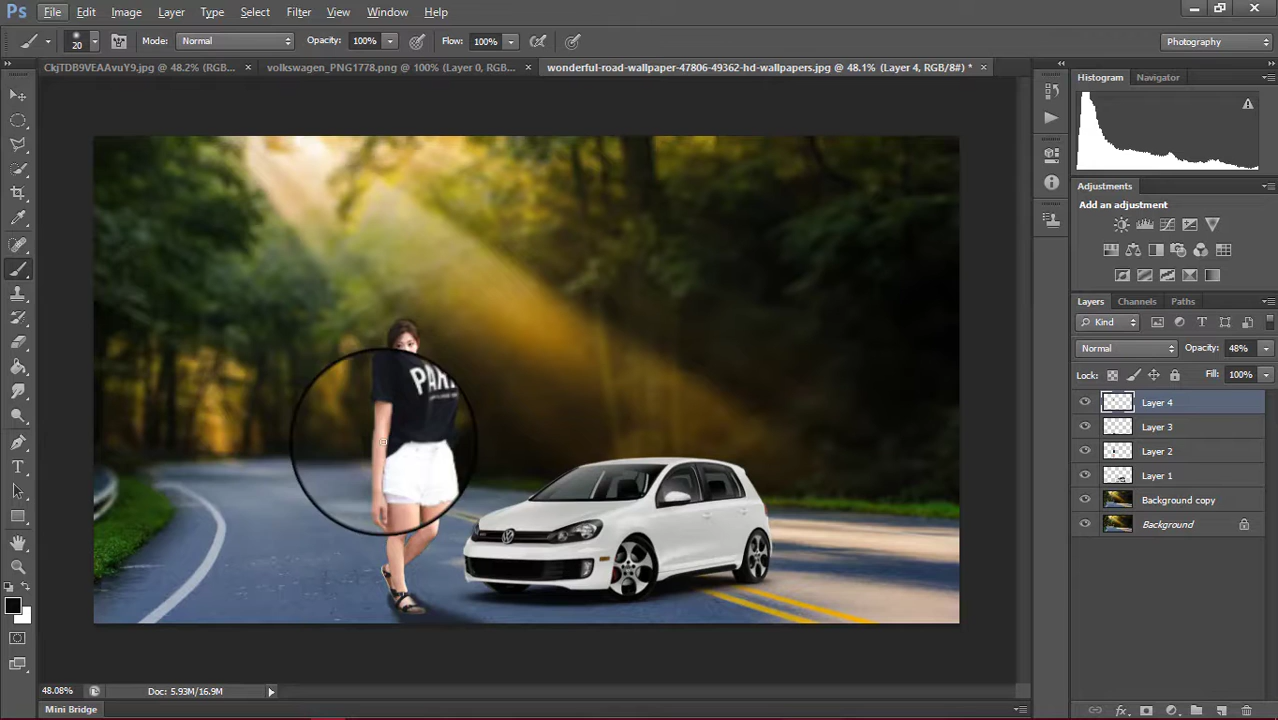 Ps File Edit Image Layer Type Select Filter View Window Help
20 Mode: Normal Opacity: 100% Flow: 100% Photography
CkjTDB9VEAAvuY9.jpg @ 48.2% (RGB... × volkswagen_PNG1778.png @ 100% (Layer 0, RGB... × wonderful-road-wallpaper-47806-49362-hd-wallpapers.jpg @ 48.1% (Layer 4, RGB/8#) * ×
Histogram Navigator
Adjustments
Add an adjustment
Layers Channels Paths
Kind
Normal Opacity: 48%
Lock: Fill: 100%
Layer 4
Layer 3
Layer 2
Layer 1
Background copy
Background
48.08% Doc: 5.93M/16.9M
Mini Bridge